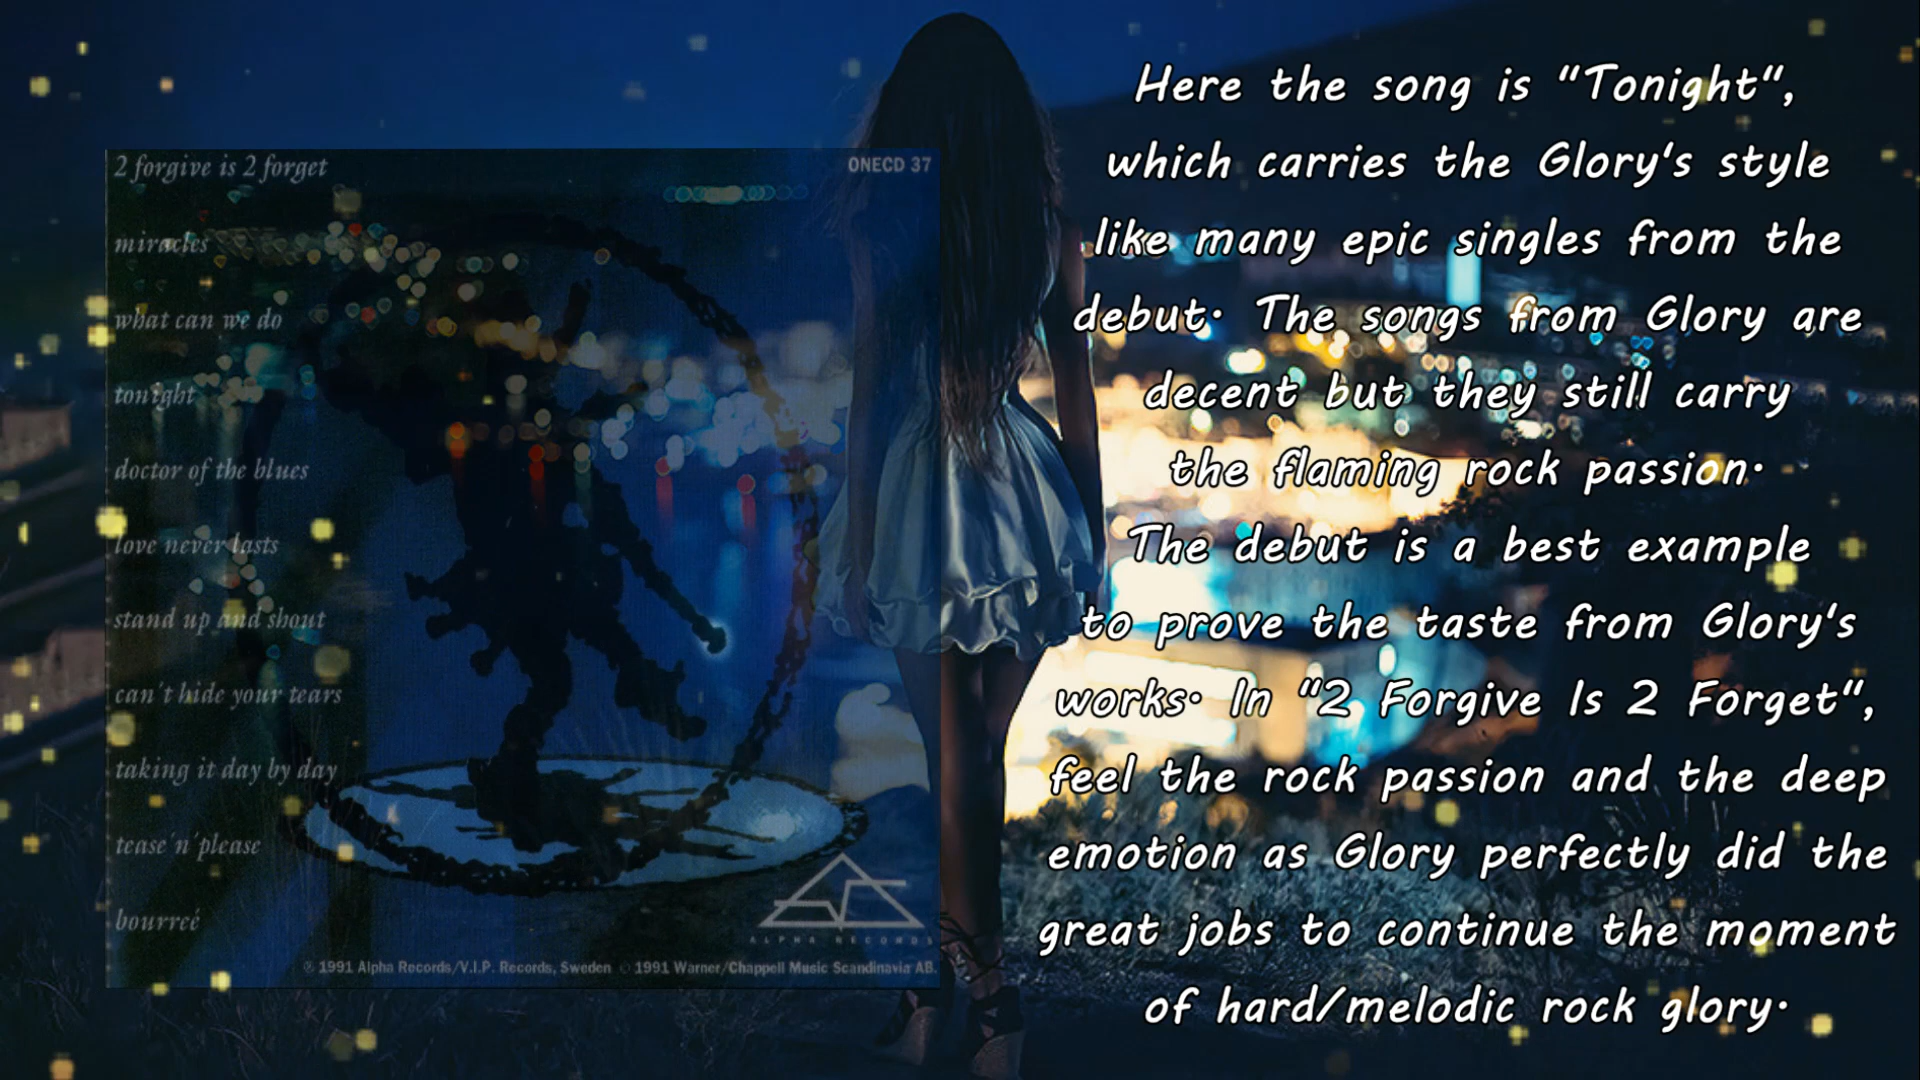 2 forgive is 2 forget
ONECD 37
miracles
what can we do
tonight
doctor of the blues
love never lasts
stand up and shout
can't hide your tears
taking it day by day
tease'n'please
bourreé
ALPHA RECORDS
℗ 1991 Alpha Records/V.I.P. Records, Sweden © 1991 Warner/Chappell Music Scandinavia AB.
Here the song is "Tonight",
which carries the Glory's style
like many epic singles from the
debut. The songs from Glory are
decent but they still carry
the flaming rock passion.
The debut is a best example
to prove the taste from Glory's
works. In "2 Forgive Is 2 Forget",
feel the rock passion and the deep
emotion as Glory perfectly did the
great jobs to continue the moment
of hard/melodic rock glory.